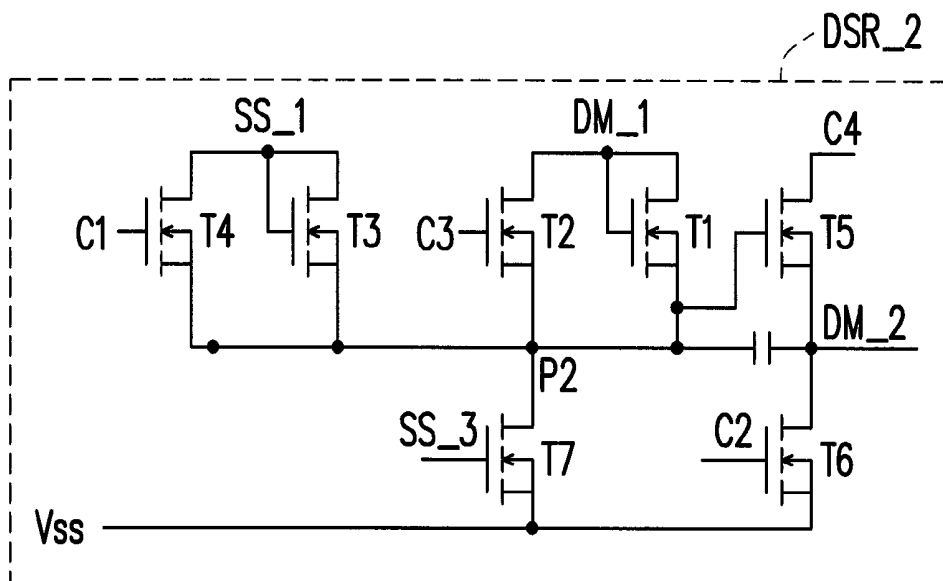 DSR_2
SS_1
DM_1
C4
C1
T4
T3
C3
T2
T1
T5
DM_2
P2
SS_3
T7
C2
T6
Vss